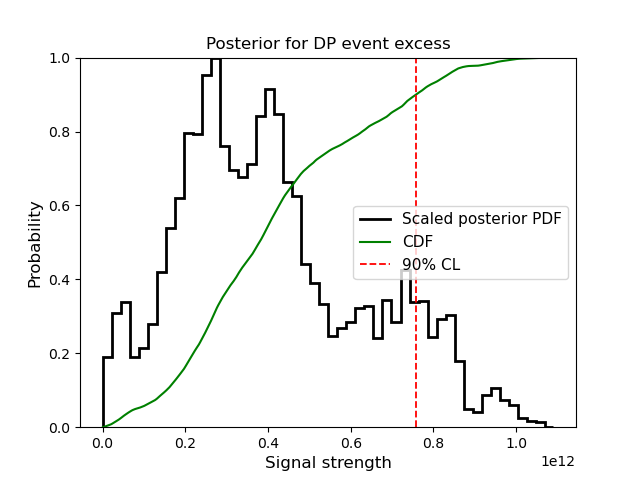 Posterior for DP event excess
1.0
0.8
0.6
0.4
0.2
0.0
Probability
Scaled posterior PDF
CDF
90% CL
0.0 0.2 0.4 0.6 0.8 1.0
1e12
Signal strength